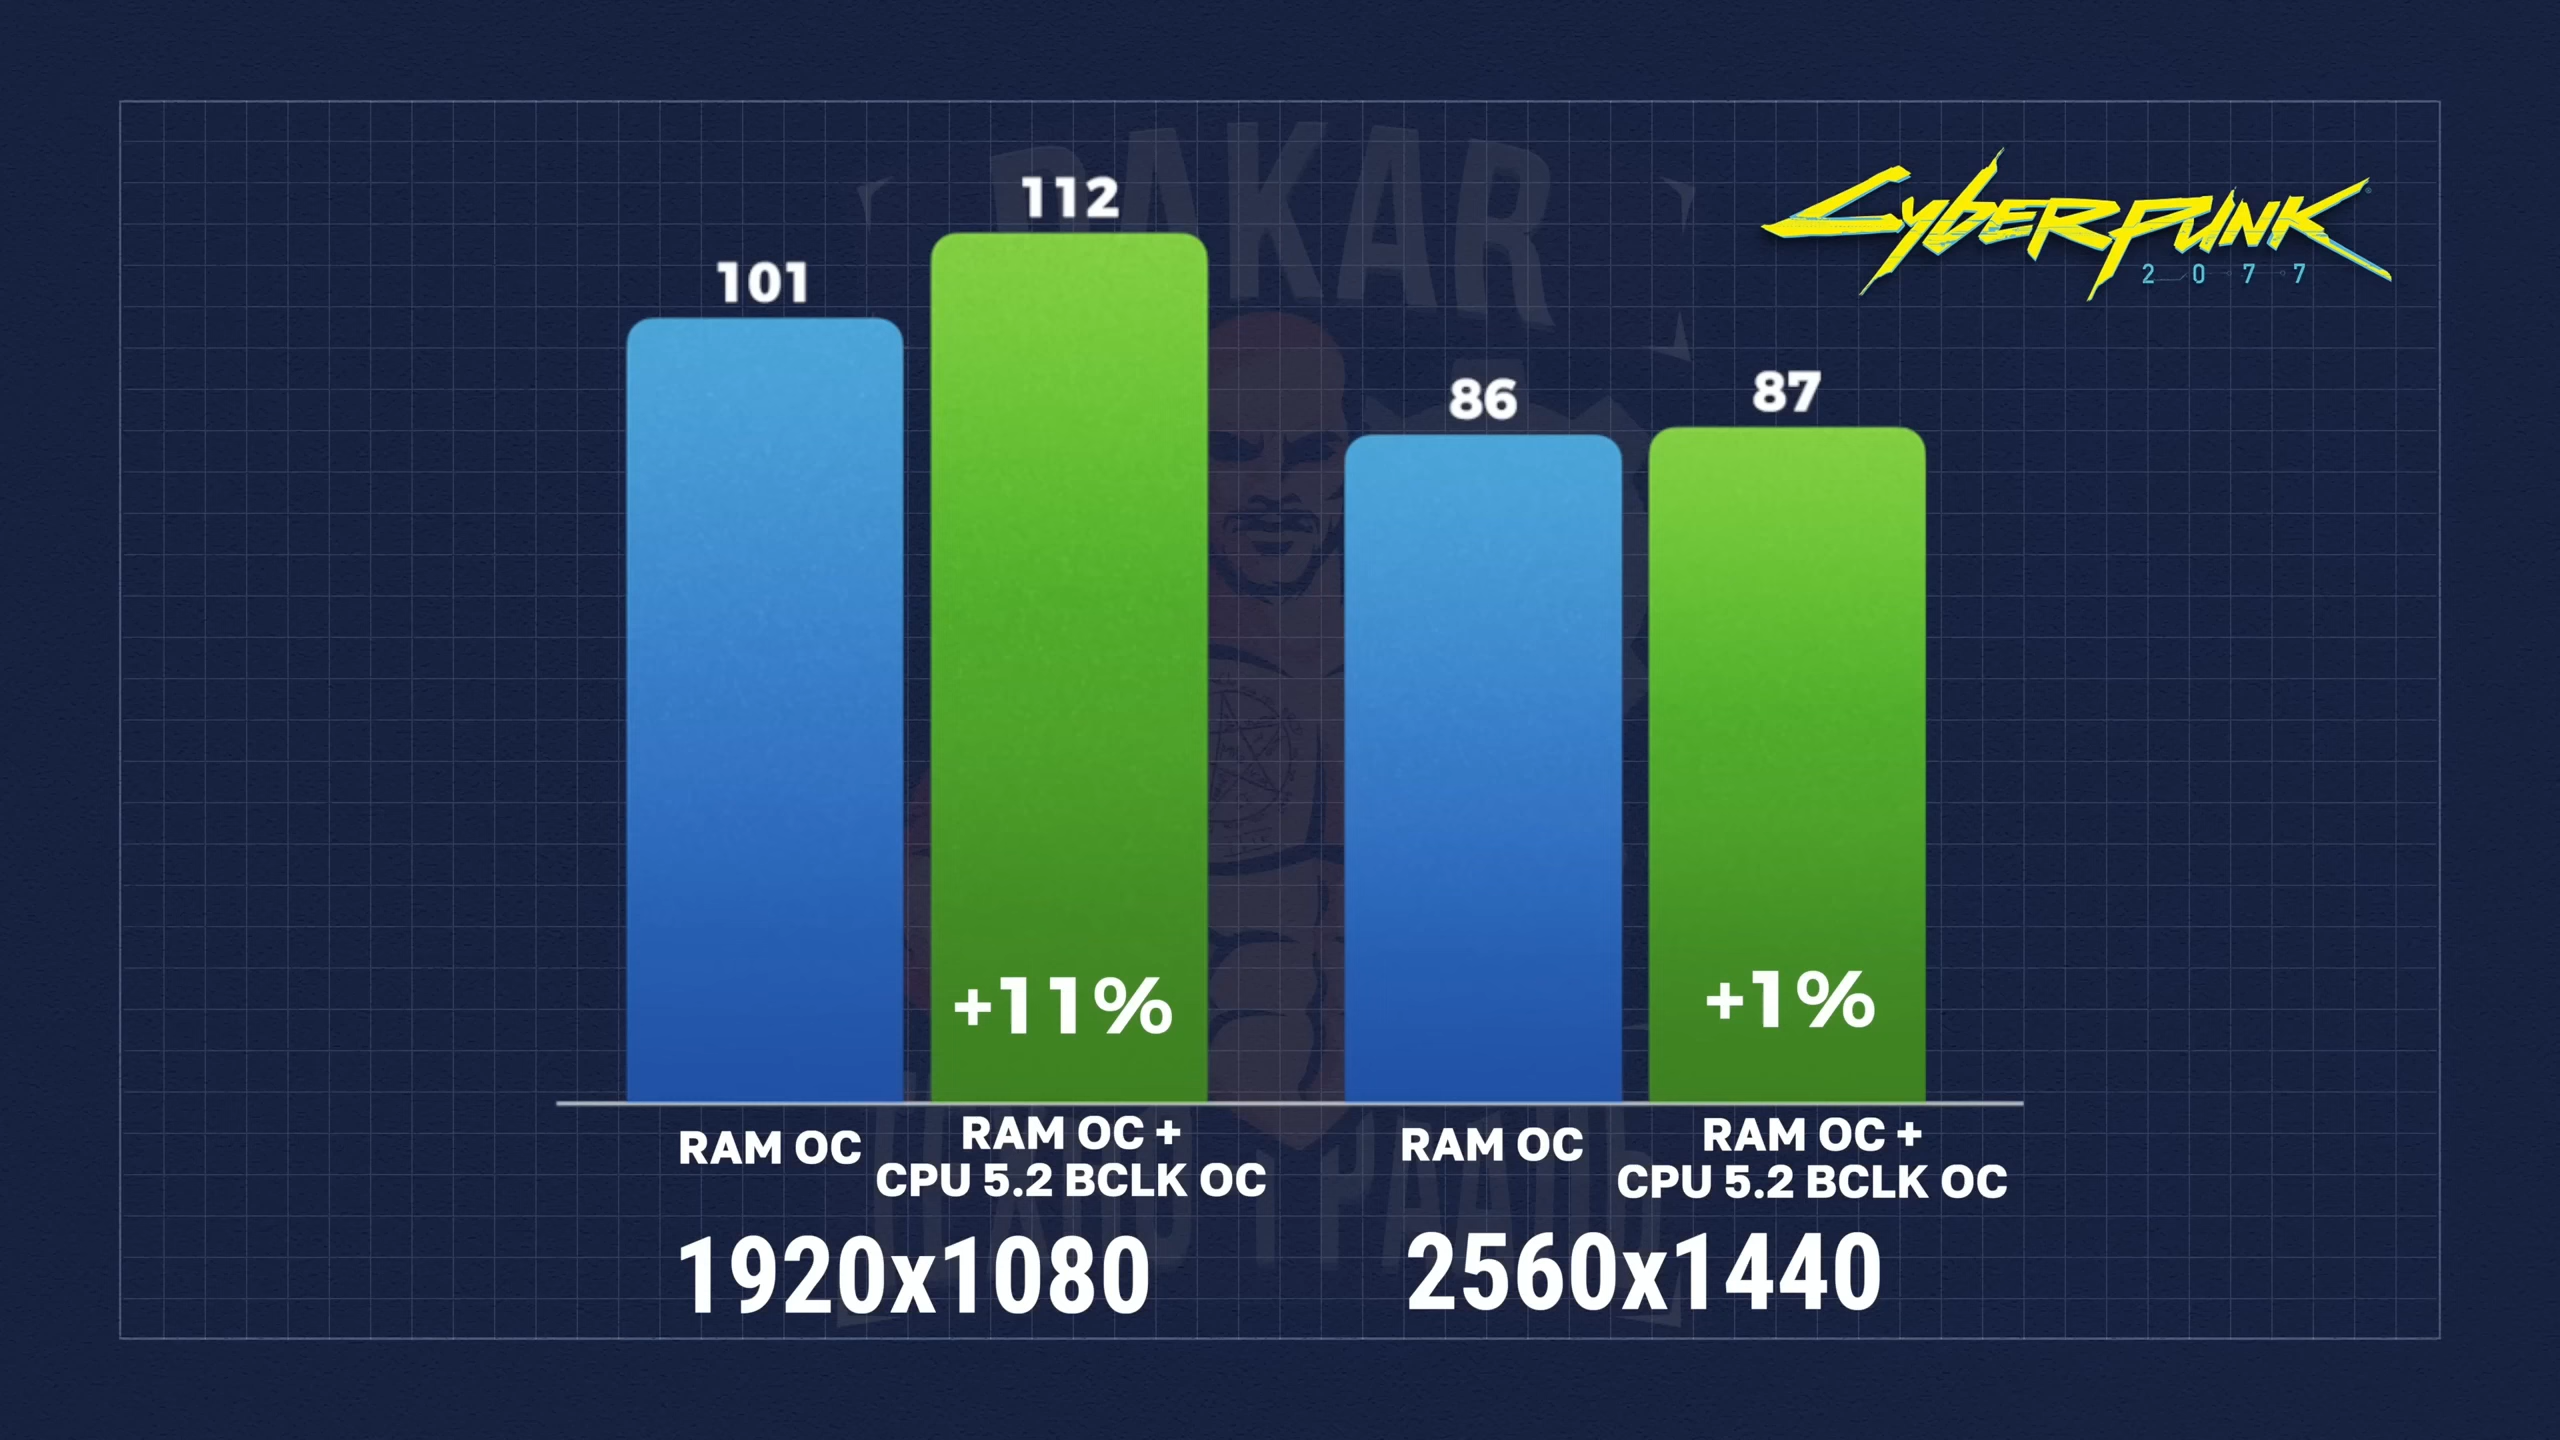 CYBERPUNK
2077
112
101
86
87
+11%
+1%
RAM OC
RAM OC +
CPU 5.2 BCLK OC
RAM OC
RAM OC +
CPU 5.2 BCLK OC
1920x1080
2560x1440